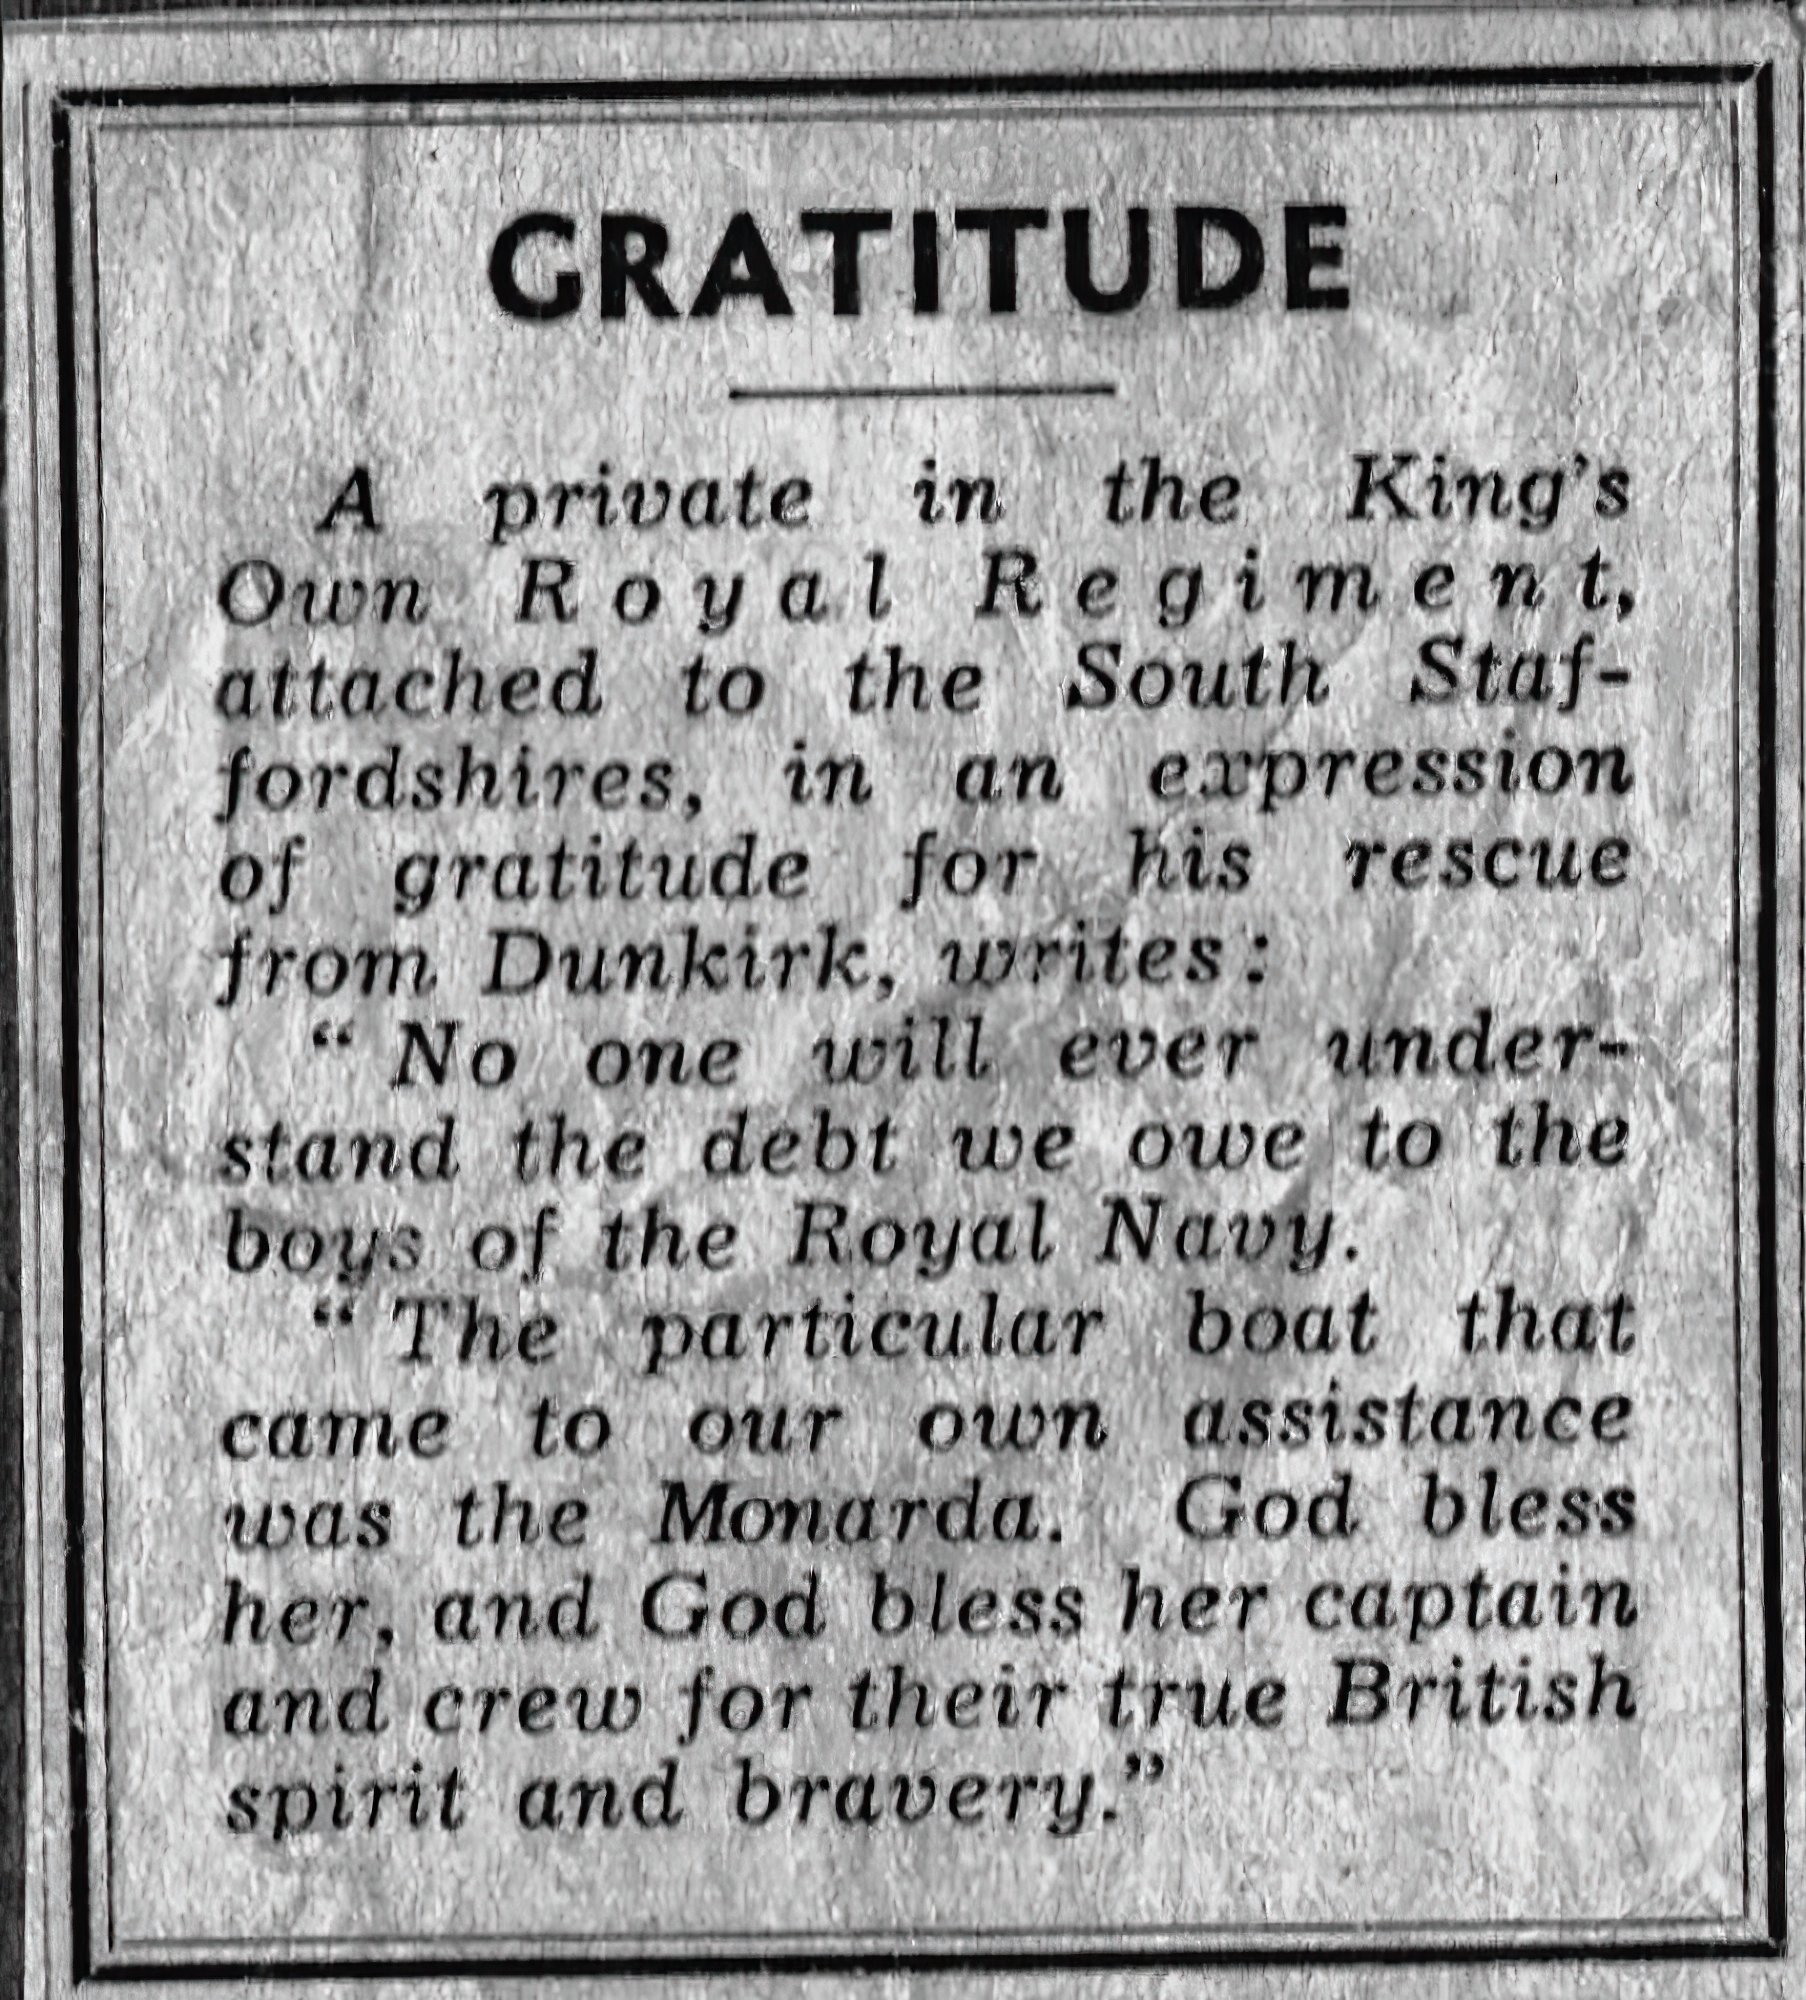 GRATITUDE
A private in the King's
Own Royal Regiment,
attached to the South Staf-
fordshires, in an expression
of gratitude for his rescue
from Dunkirk, writes:
“No one will ever under-
stand the debt we owe to the
boys of the Royal Navy.
“The particular boat that
came to our own assistance
was the Monarda. God bless
her, and God bless her captain
and crew for their true British
spirit and bravery.”